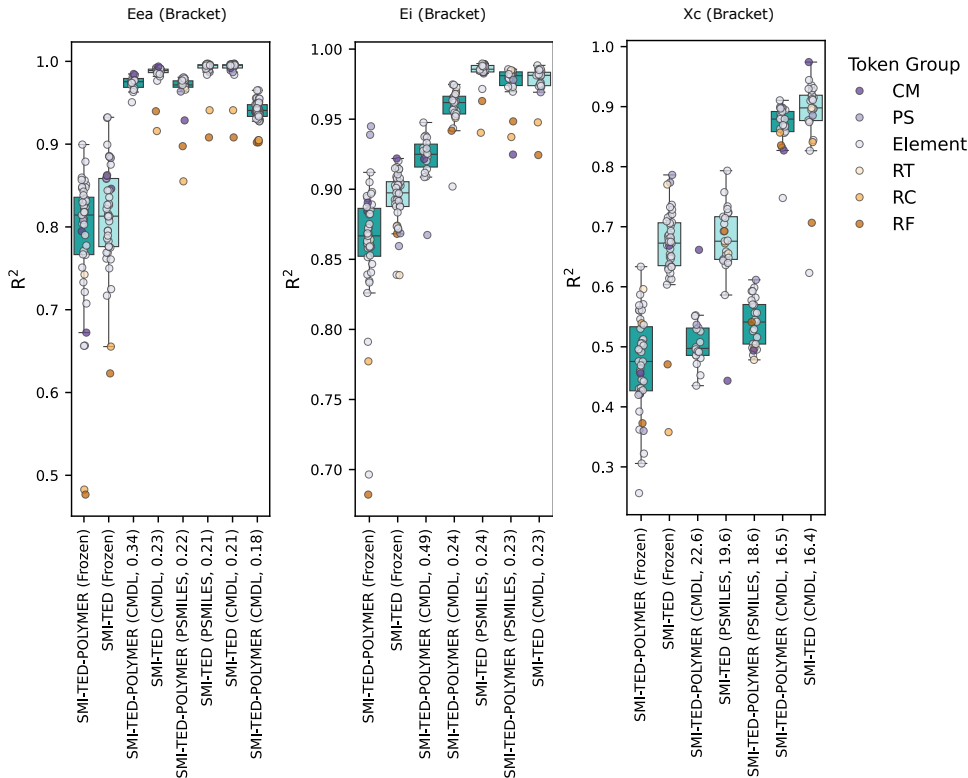 Eea (Bracket)
Ei (Bracket)
Xc (Bracket)
R²
1.0
0.9
0.8
0.7
0.6
0.5
SMI-TED-POLYMER (Frozen)
SMI-TED (Frozen)
SMI-TED-POLYMER (CMDL, 0.34)
SMI-TED (CMDL, 0.23)
SMI-TED-POLYMER (PSMILES, 0.22)
SMI-TED (PSMILES, 0.21)
SMI-TED (CMDL, 0.21)
SMI-TED-POLYMER (CMDL, 0.18)
R²
1.00
0.95
0.90
0.85
0.80
0.75
0.70
SMI-TED-POLYMER (Frozen)
SMI-TED (Frozen)
SMI-TED-POLYMER (CMDL, 0.49)
SMI-TED-POLYMER (CMDL, 0.24)
SMI-TED (PSMILES, 0.24)
SMI-TED-POLYMER (PSMILES, 0.23)
SMI-TED (CMDL, 0.23)
R²
1.0
0.9
0.8
0.7
0.6
0.5
0.4
0.3
SMI-TED-POLYMER (Frozen)
SMI-TED (Frozen)
SMI-TED-POLYMER (CMDL, 22.6)
SMI-TED (PSMILES, 19.6)
SMI-TED-POLYMER (PSMILES, 18.6)
SMI-TED-POLYMER (CMDL, 16.5)
SMI-TED (CMDL, 16.4)
Token Group
CM
PS
Element
RT
RC
RF